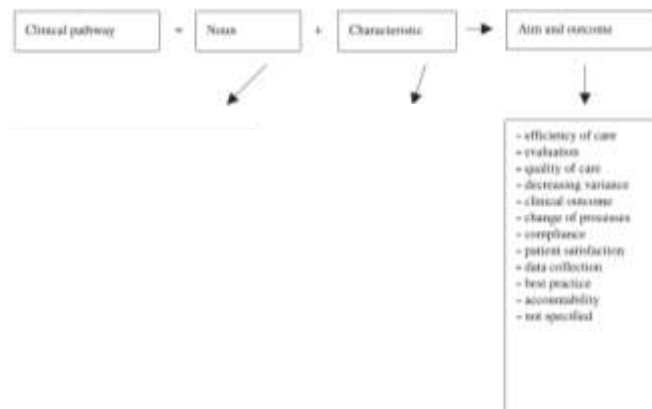 Clinical pathway = Noun + Characteristic Aim and outcome
- efficiency of care
- evaluation
- quality of care
- decreasing variance
- clinical outcome
- change of processes
- compliance
- patient satisfaction
- data collection
- best practice
- accountability
- not specified